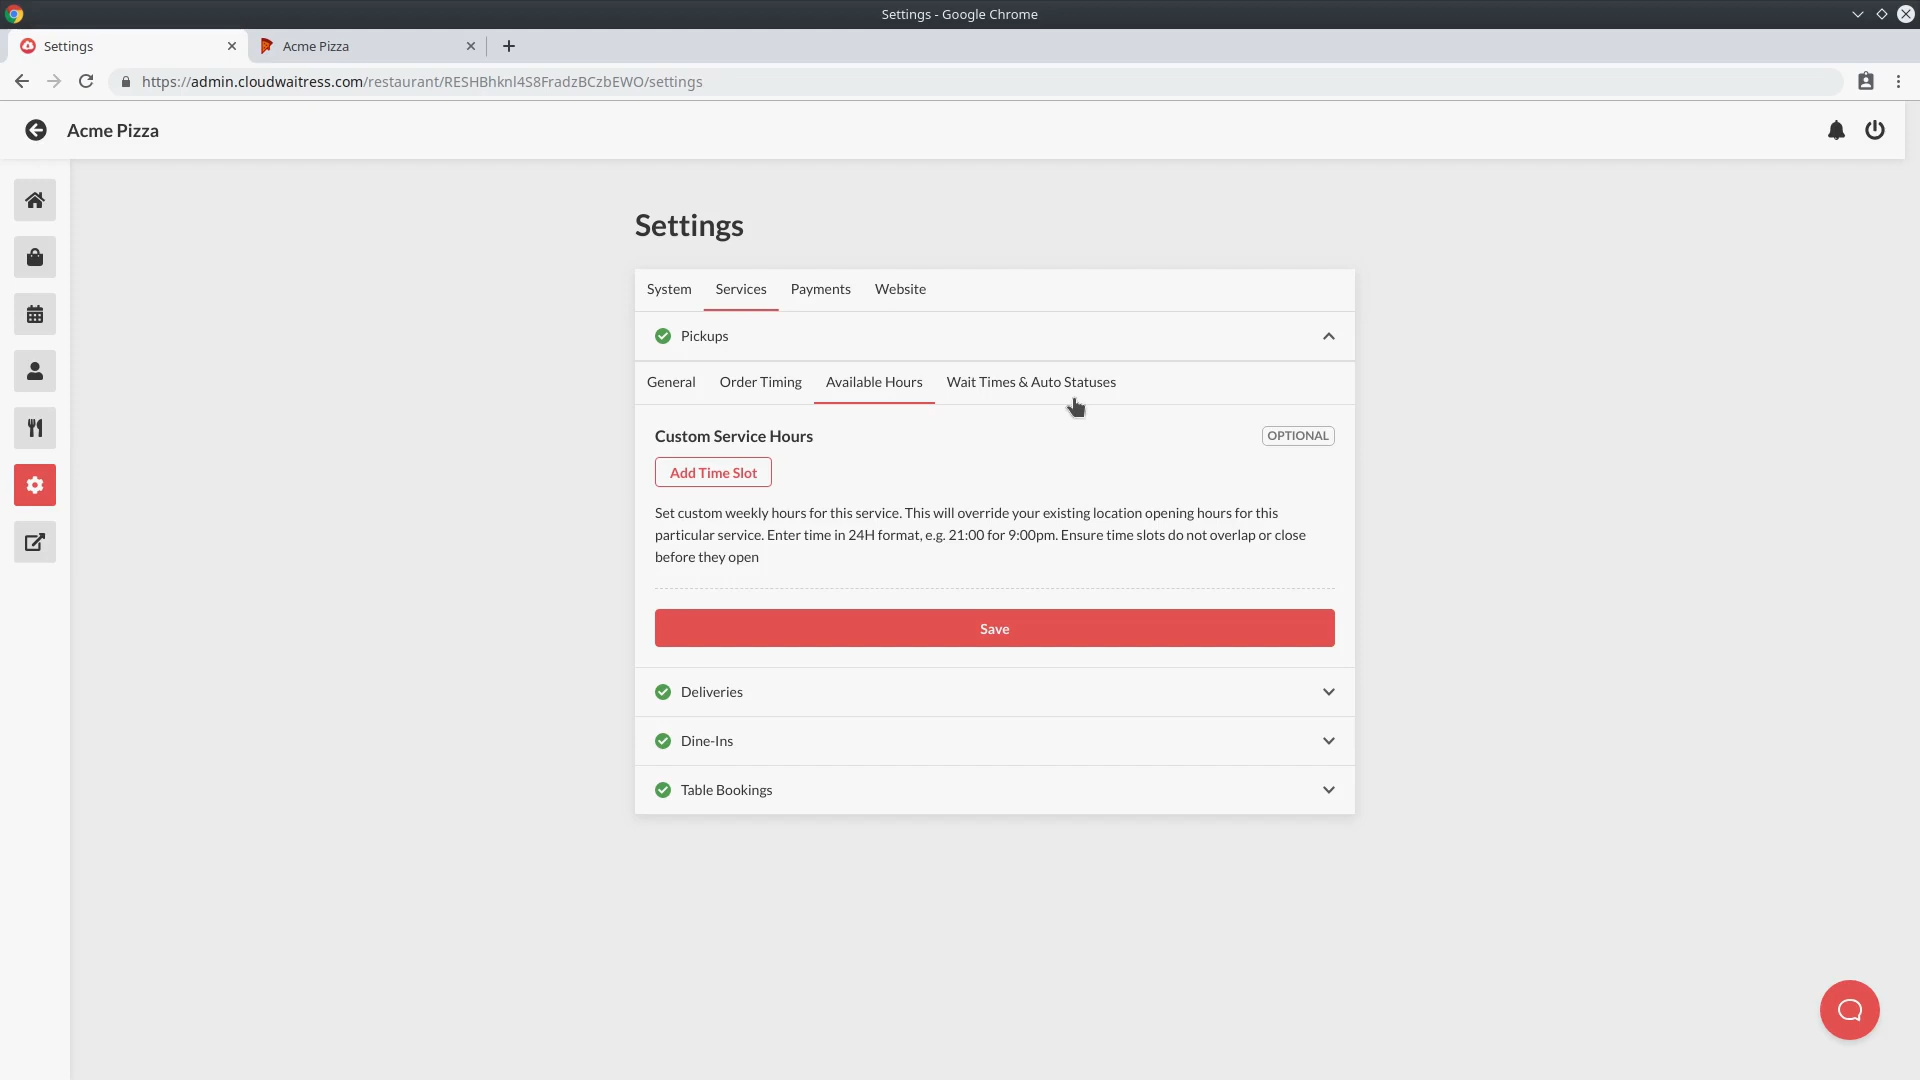 Settings - Google Chrome
Settings
Acme Pizza
https://admin.cloudwaitress.com/restaurant/RESHBhknl4S8FradzBCzbEWO/settings
Acme Pizza
Settings
System
Services
Payments
Website
Pickups
General
Order Timing
Available Hours
Wait Times & Auto Statuses
Custom Service Hours
OPTIONAL
Add Time Slot
Set custom weekly hours for this service. This will override your existing location opening hours for this
particular service. Enter time in 24H format, e.g. 21:00 for 9:00pm. Ensure time slots do not overlap or close
before they open
Save
Deliveries
Dine-Ins
Table Bookings